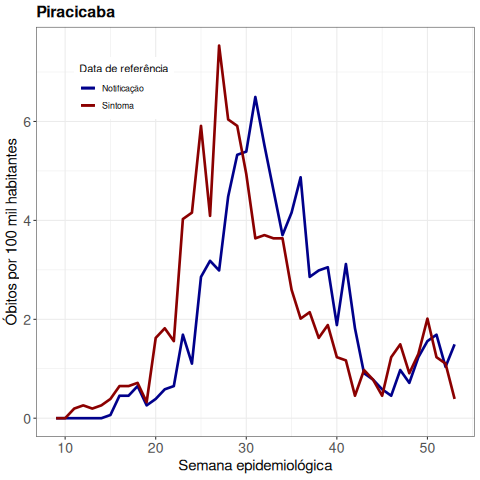 Piracicaba
Data de referência
Notificação
Sintoma
Óbitos por 100 mil habitantes
6
4
2
0
10
20
30
40
50
Semana epidemiológica